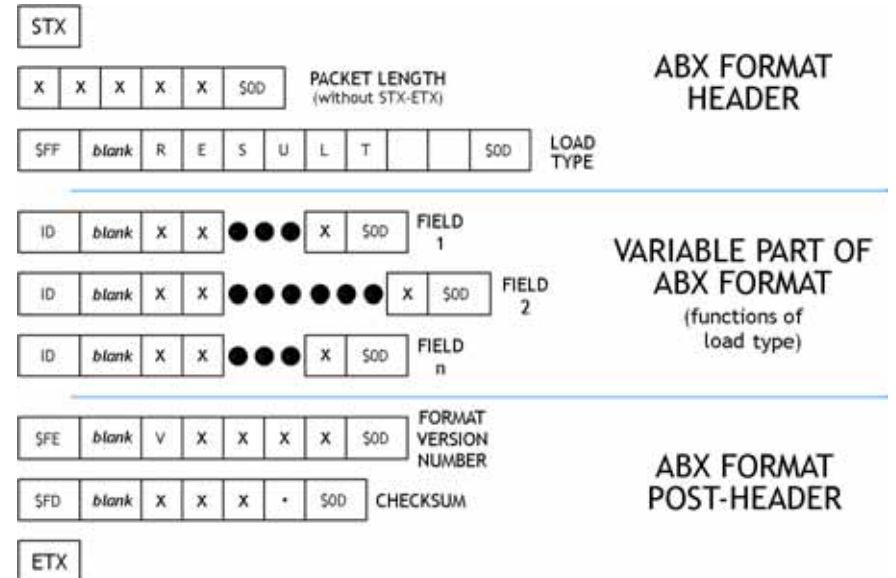 STX
X X X X X $0D PACKET LENGTH
(without STX-ETX)
ABX FORMAT
HEADER
$FF blank R E S U L T $0D LOAD
TYPE
ID blank X X X $0D FIELD
1
ID blank X X X $0D FIELD
2
ID blank X X X $0D FIELD
n
VARIABLE PART OF
ABX FORMAT
(functions of
load type)
$FE blank V X X X X $0D FORMAT
VERSION
NUMBER
$FD blank X X X · $0D CHECKSUM
ABX FORMAT
POST-HEADER
ETX